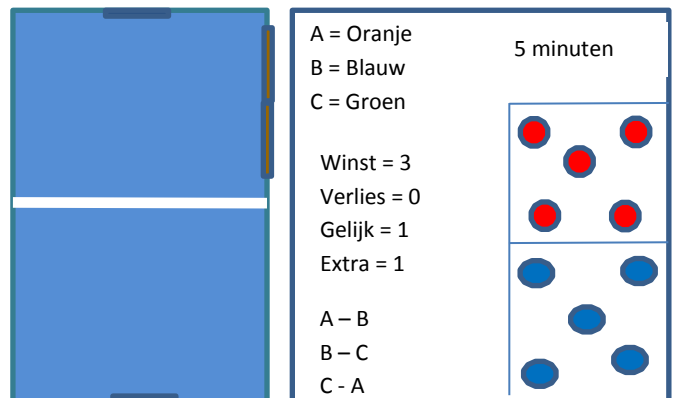 A = Oranje
B = Blauw
C = Groen
5 minuten
Winst = 3
Verlies = 0
Gelijk = 1
Extra = 1
A – B
B – C
C - A